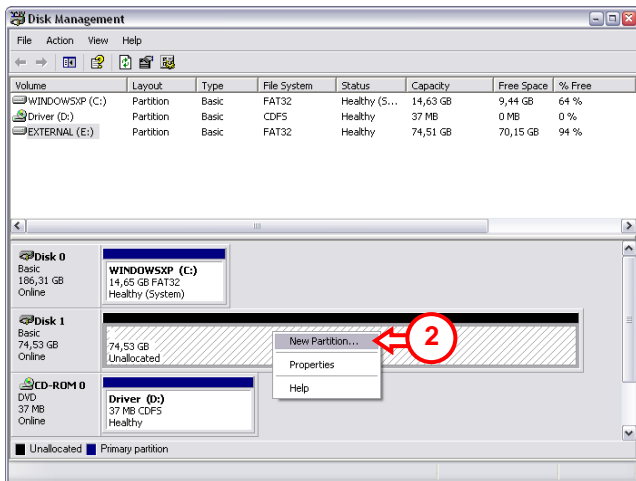 Disk Management
File Action View Help
Volume Layout Type File System Status Capacity Free Space % Free
WINDOWSXP (C:) Partition Basic FAT32 Healthy (S... 14,63 GB 9,44 GB 64 %
Driver (D:) Partition Basic CDFS Healthy 37 MB 0 MB 0 %
EXTERNAL (E:) Partition Basic FAT32 Healthy 74,51 GB 70,15 GB 94 %
Disk 0
Basic
186,31 GB
Online
WINDOWSXP (C:)
14,65 GB FAT32
Healthy (System)
Disk 1
Basic
74,53 GB
Online
74,53 GB
Unallocated
New Partition...
Properties
Help
2
CD-ROM 0
DVD
37 MB
Online
Driver (D:)
37 MB CDFS
Healthy
Unallocated Primary partition